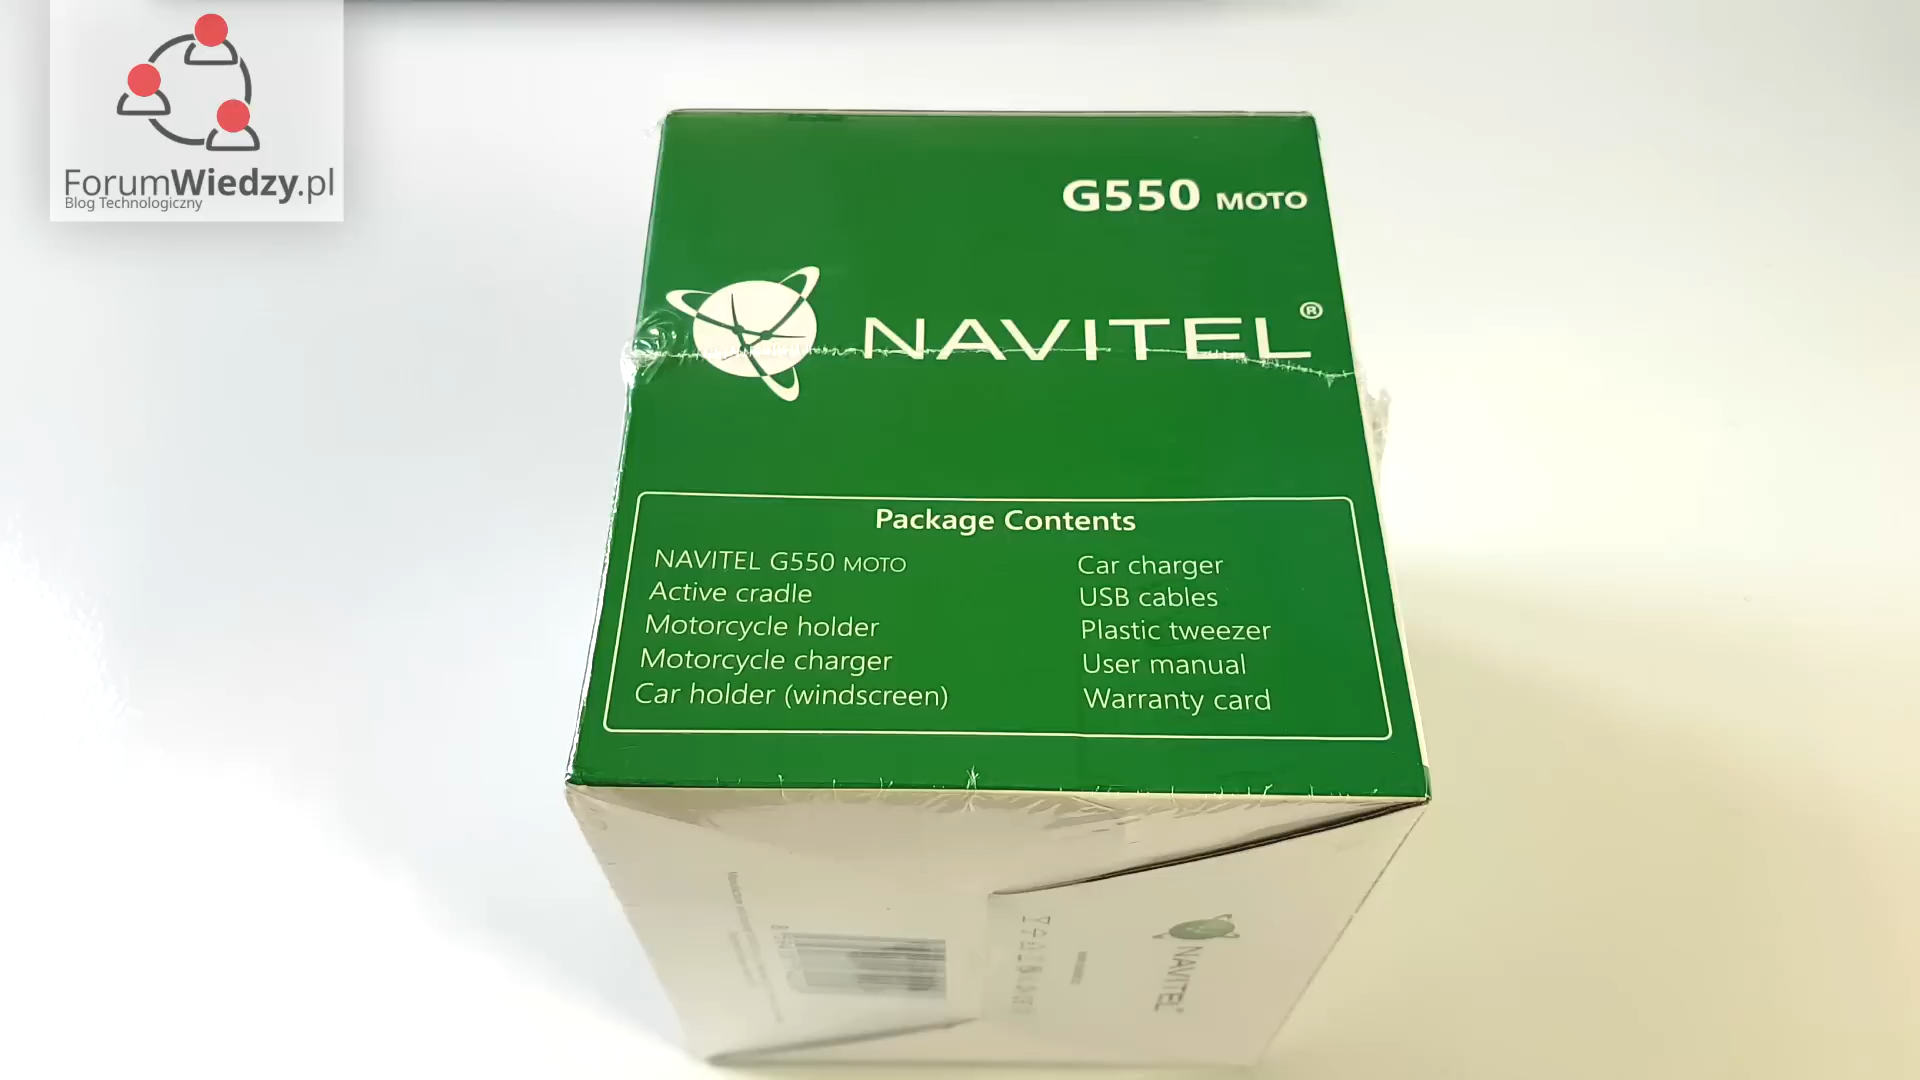 ForumWiedzy.pl
Blog Technologiczny
G550 MOTO
NAVITEL®
Package Contents
NAVITEL G550 MOTO
Active cradle
Motorcycle holder
Motorcycle charger
Car holder (windscreen)
Car charger
USB cables
Plastic tweezer
User manual
Warranty card
NAVITEL